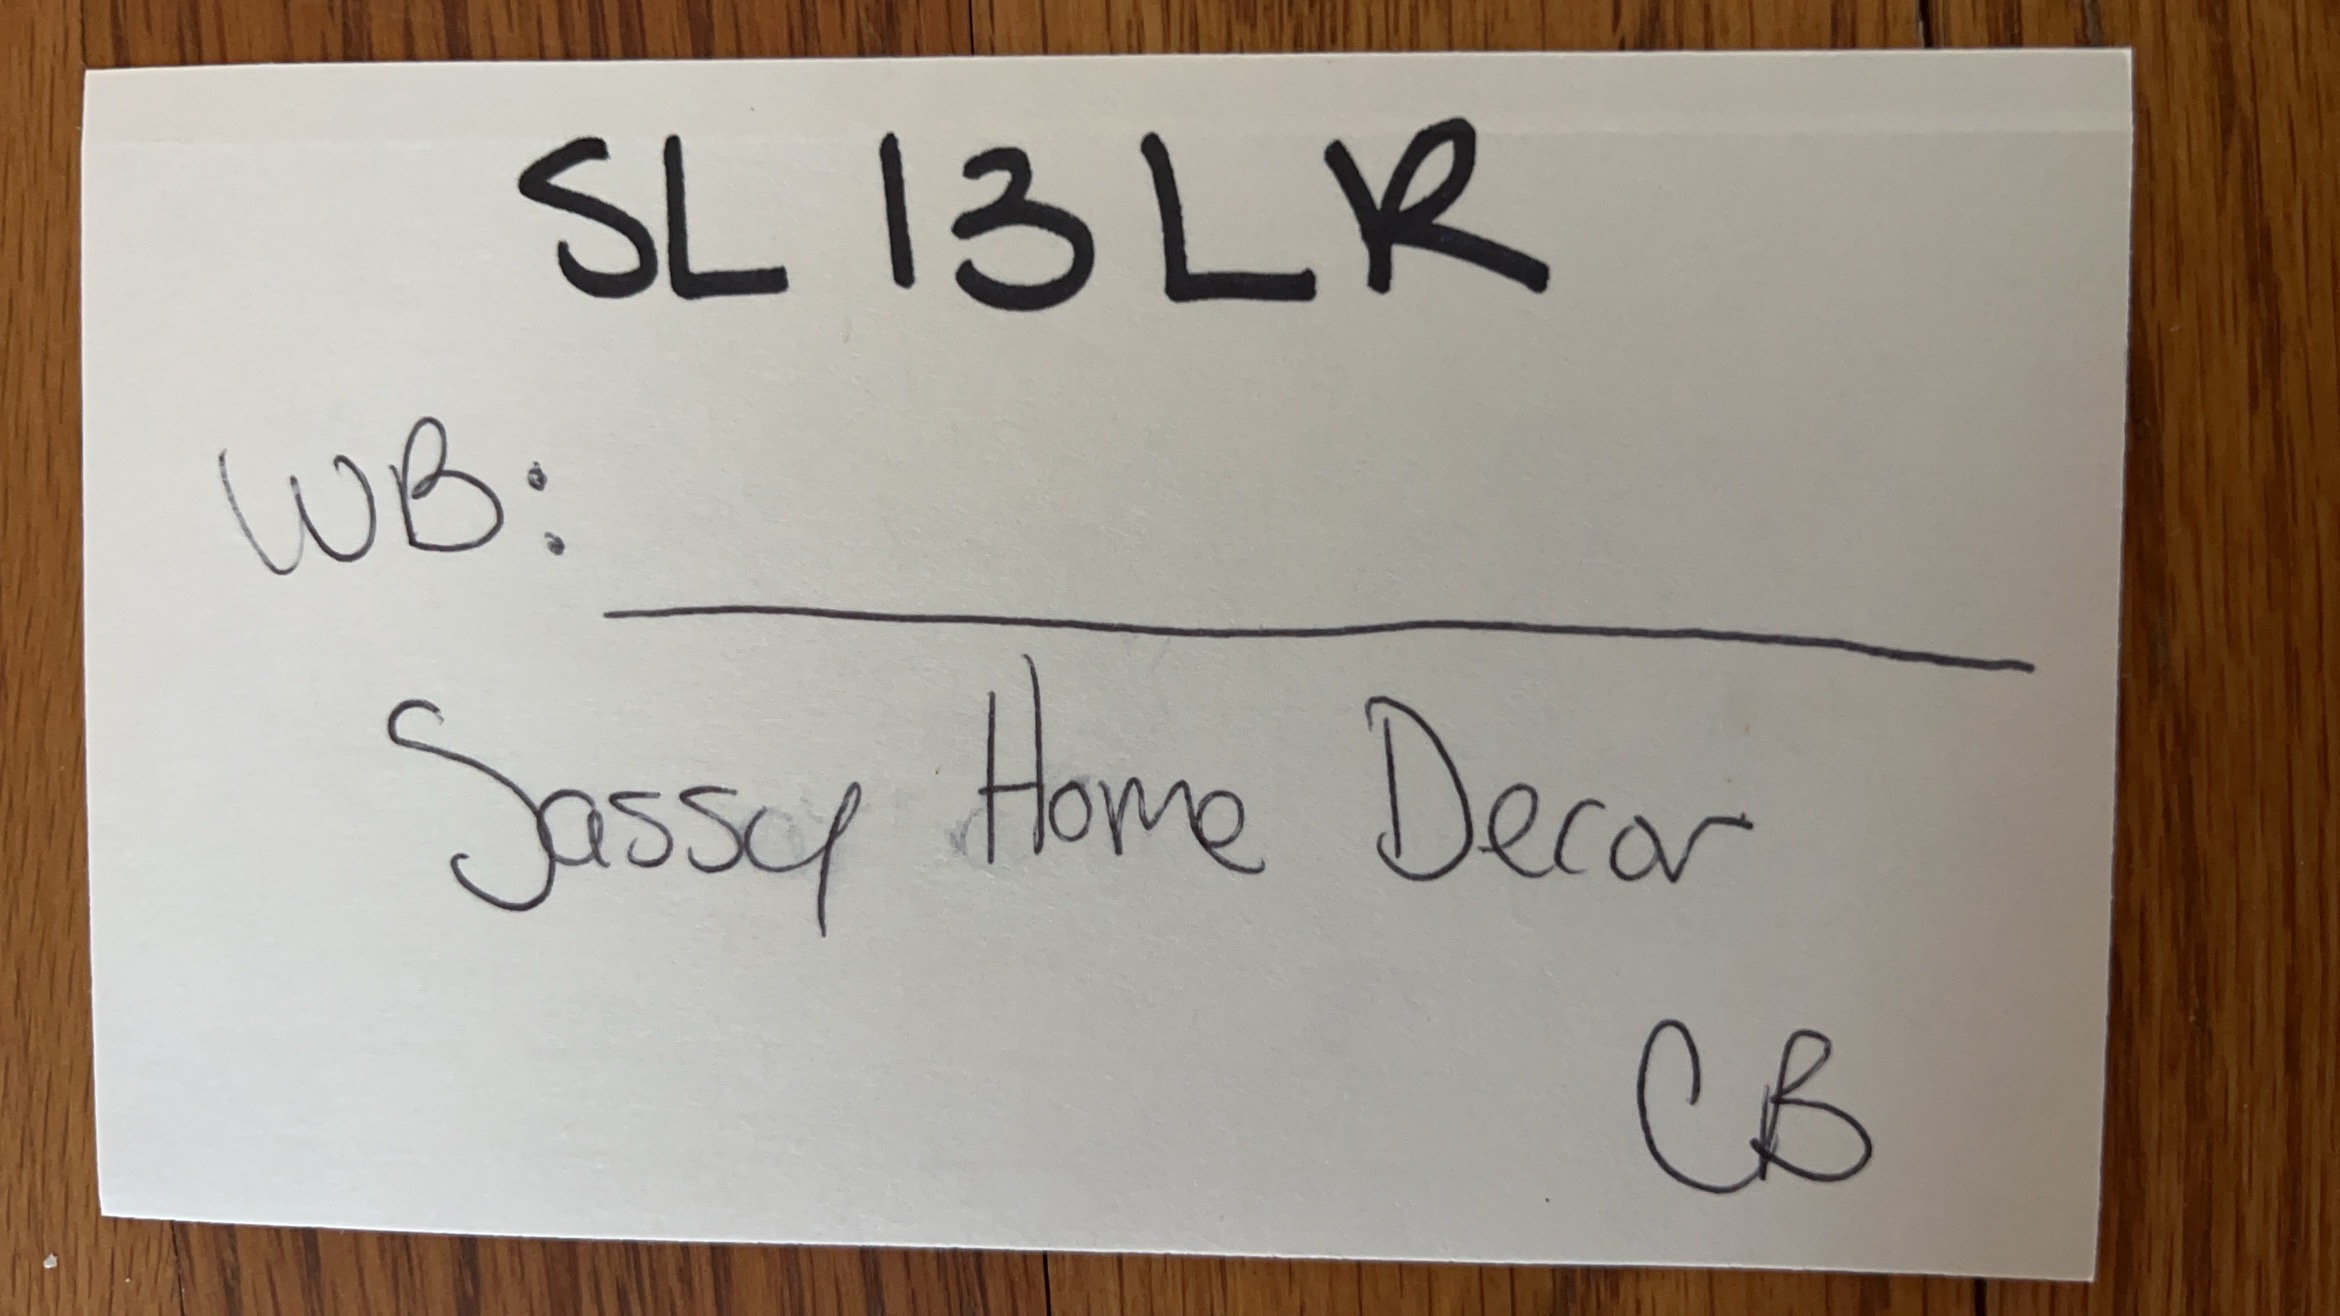 SL 13 LR
WB:
Sassy Home Decor
CB